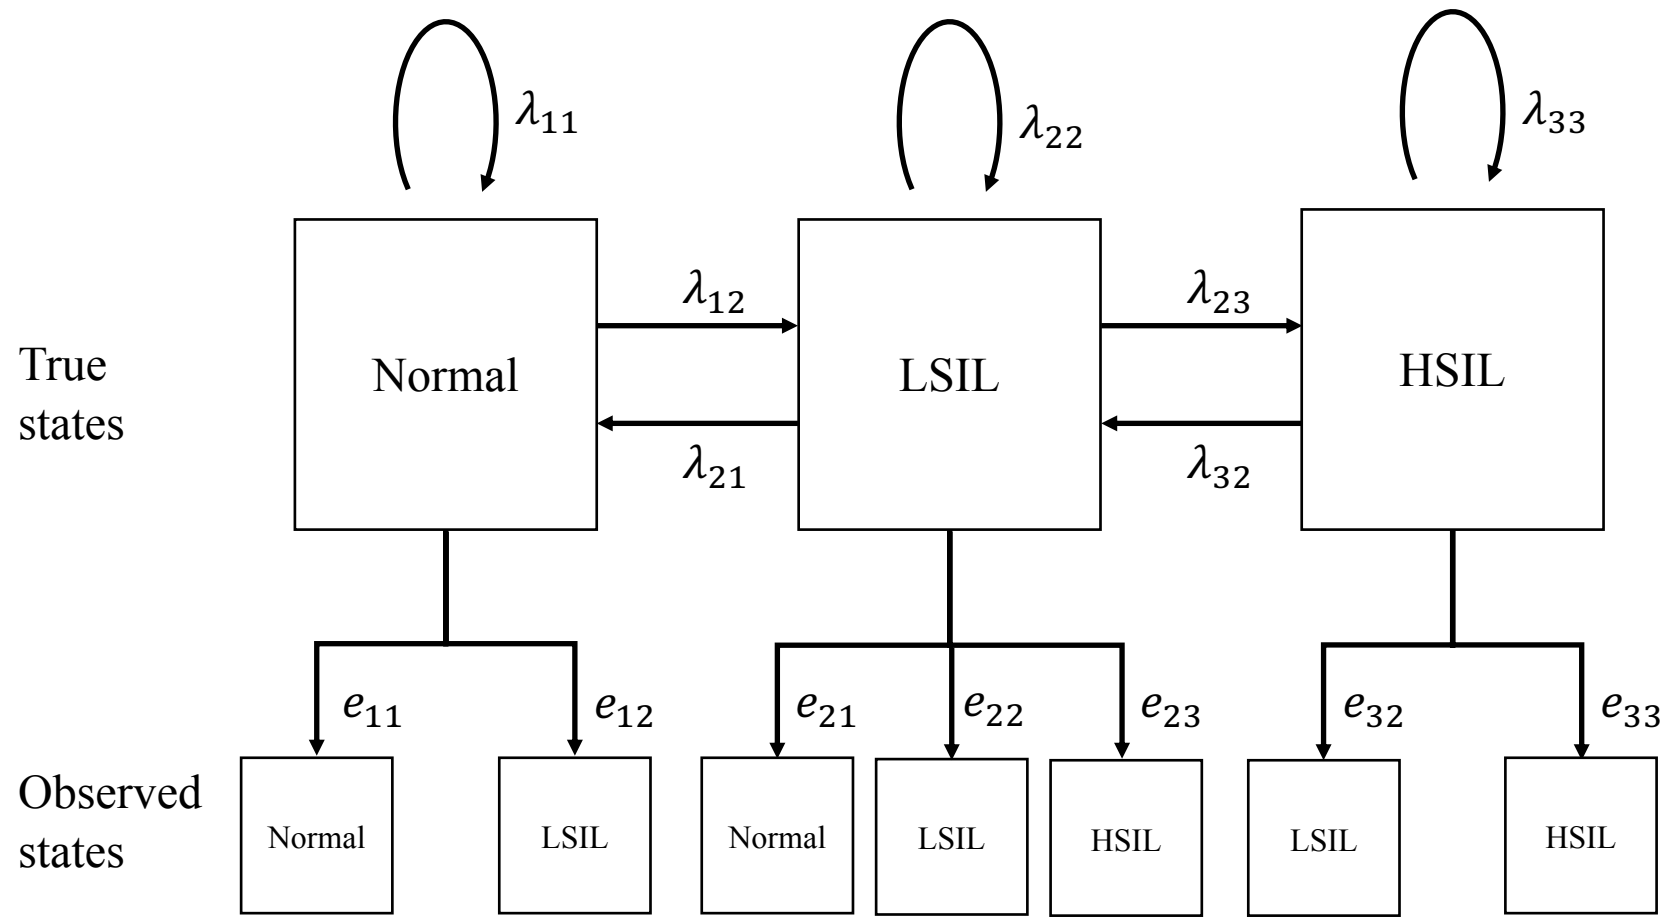 λ₁₁ λ₂₂ λ₃₃
λ₁₂ λ₂₃
True
states
Normal LSIL HSIL
λ₂₁ λ₃₂
e₁₁ e₁₂ e₂₁ e₂₂ e₂₃ e₃₂ e₃₃
Observed
states
Normal LSIL Normal LSIL HSIL LSIL HSIL